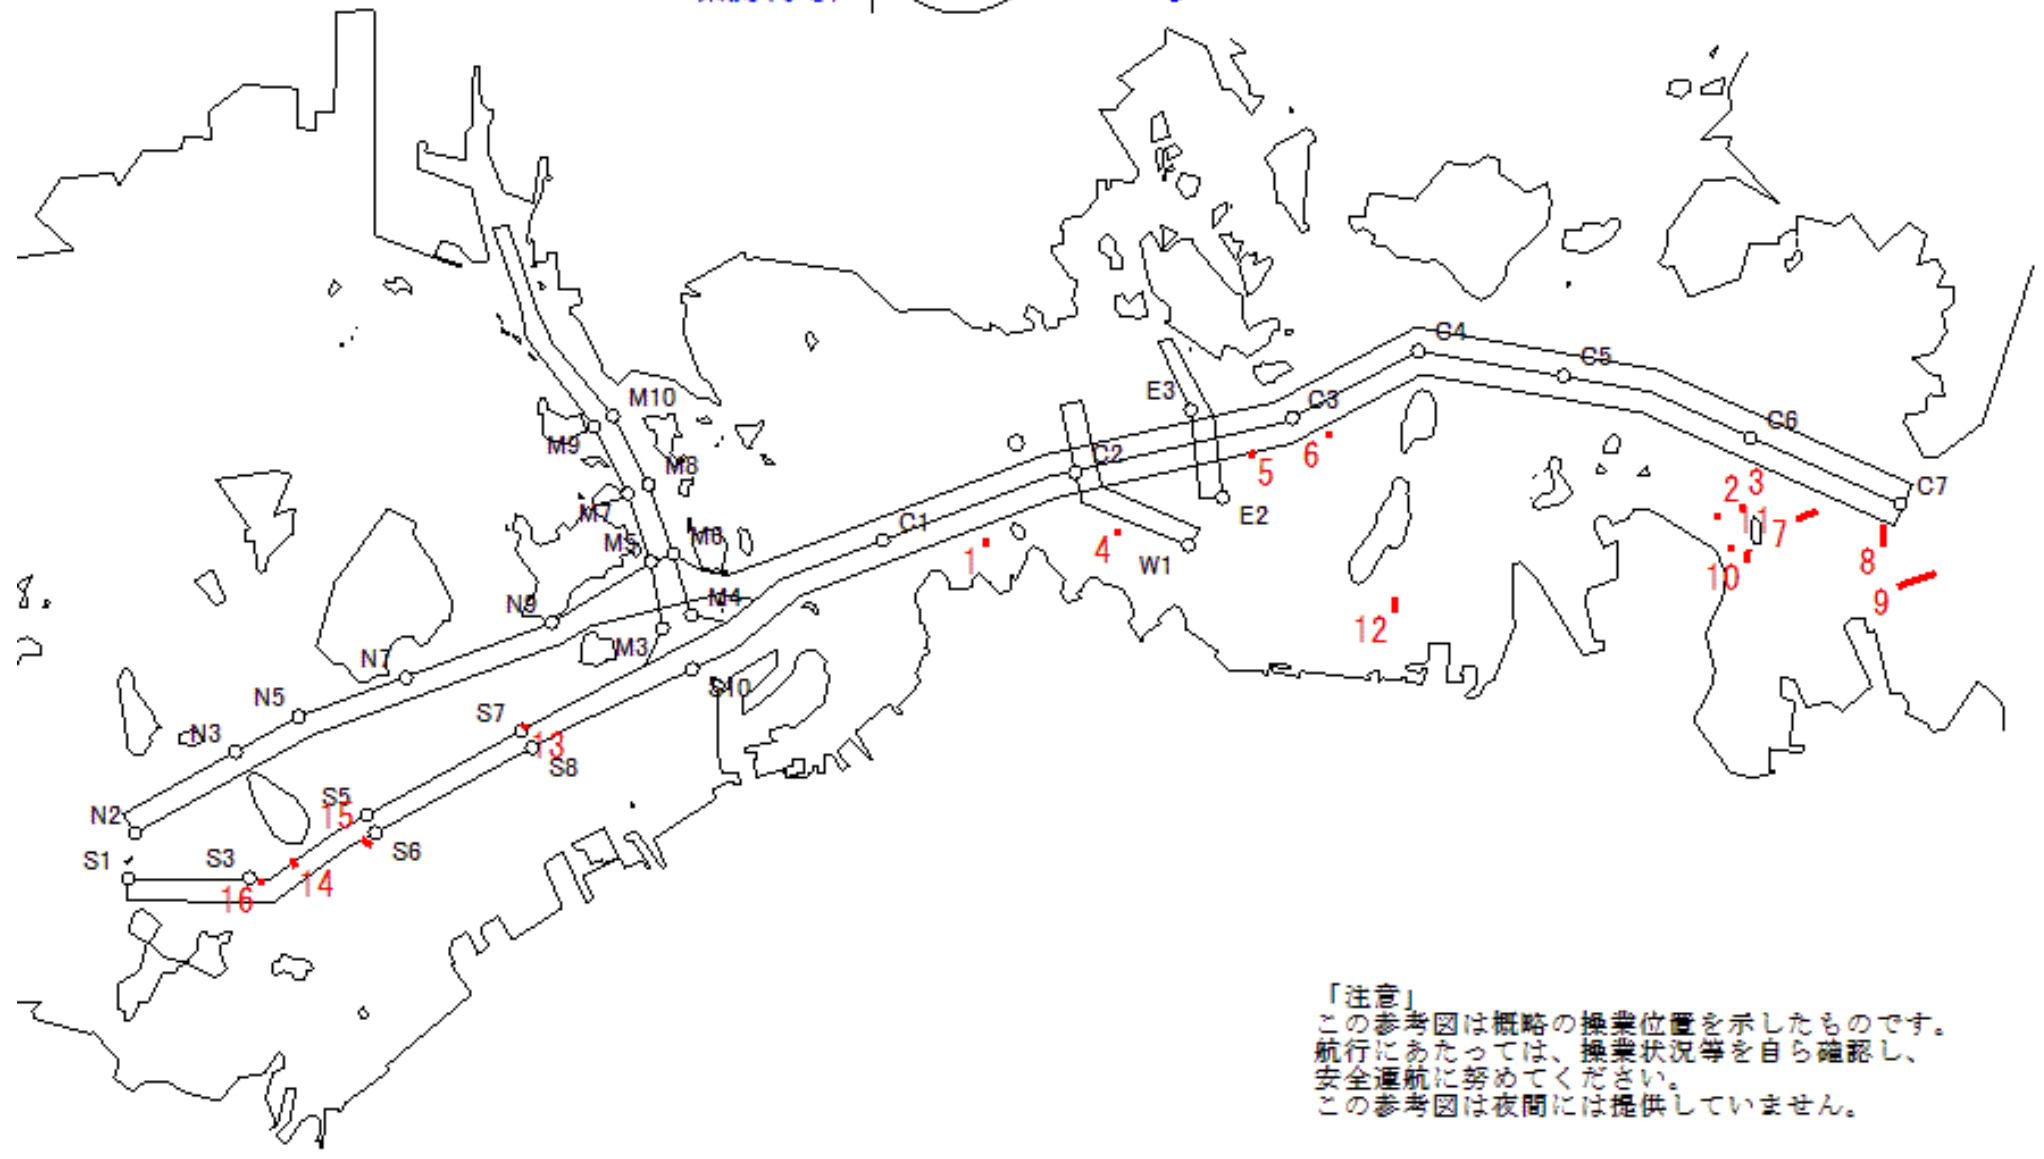 C4
C5
E3
M10
C3
C6
M9
C2
6
M8
5
3
C7
2
M7
E2
11
C1
7
M5
M6
1
4
W1
8
10
N9
M4
9
12
M3
N7
S10
N5
S7
N3
13
S8
S5
N2
15
S1
S3
S6
16
14
「注意」
この参考図は概略の操業位置を示したものです。
航行にあたっては、操業状況等を自ら確認し、
安全運航に努めてください。
この参考図は夜間には提供していません。